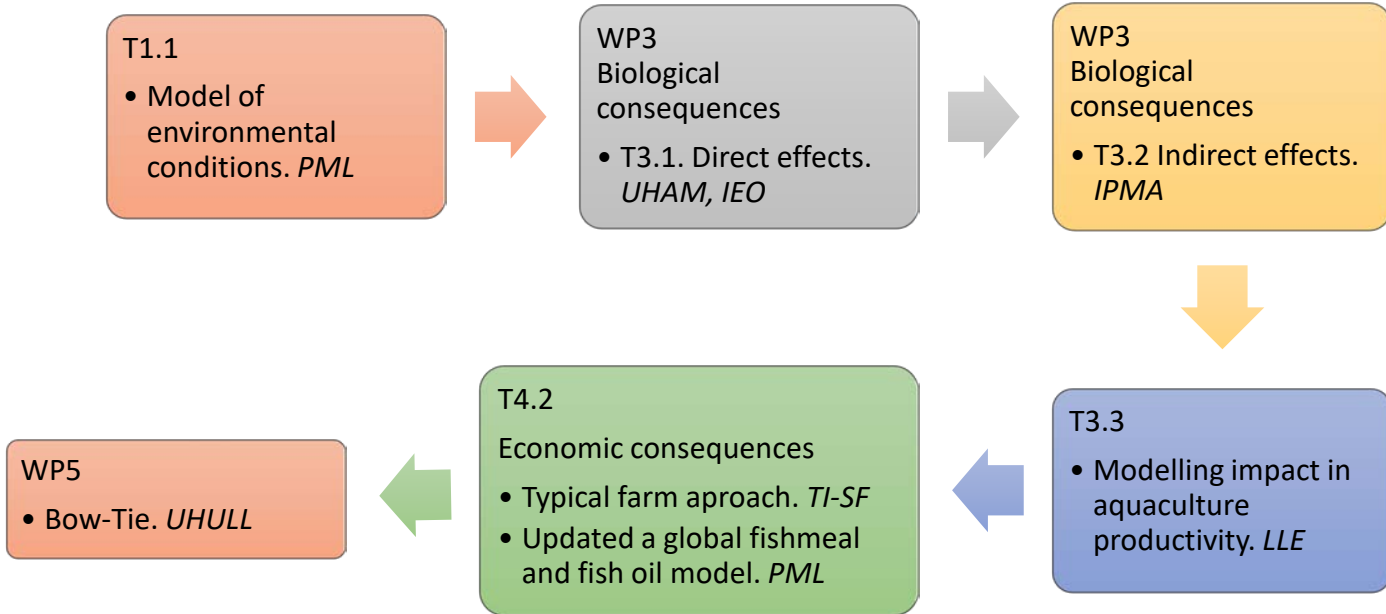 T1.1
• Model of
environmental
conditions. PML
WP3
Biological
consequences
• T3.1. Direct effects.
UHAM, IEO
WP3
Biological
consequences
• T3.2 Indirect effects.
IPMA
T3.3
• Modelling impact in
aquaculture
productivity. LLE
T4.2
Economic consequences
• Typical farm aproach. TI-SF
• Updated a global fishmeal
and fish oil model. PML
WP5
• Bow-Tie. UHULL